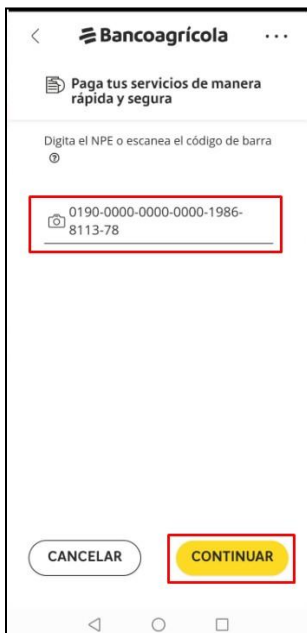 Bancoagrícola
Paga tus servicios de manera
rápida y segura
Digita el NPE o escanea el código de barra
0190-0000-0000-0000-1986-
8113-78
CANCELAR
CONTINUAR